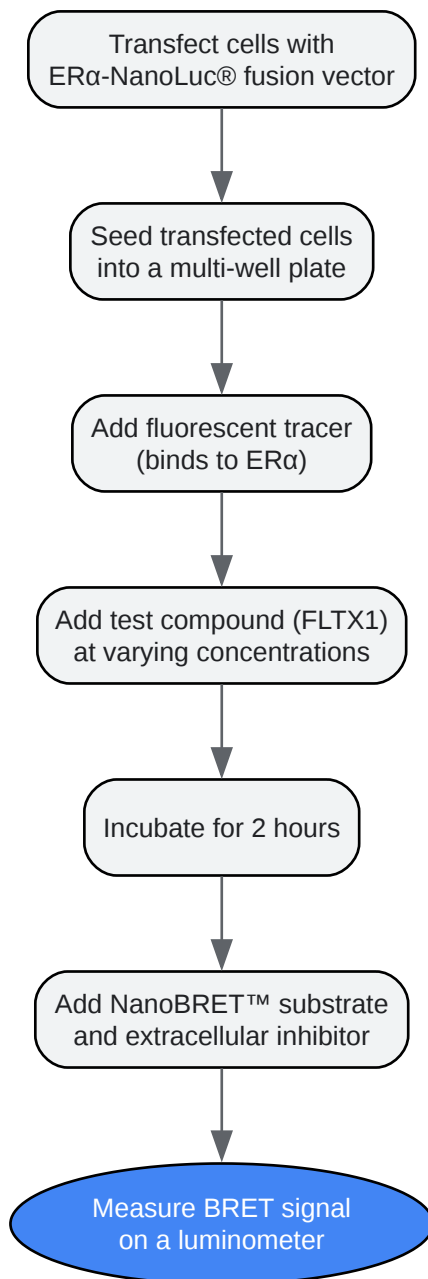 Transfect cells with
ERα-NanoLuc® fusion vector
Seed transfected cells
into a multi-well plate
Add fluorescent tracer
(binds to ERα)
Add test compound (FLTX1)
at varying concentrations
Incubate for 2 hours
Add NanoBRET™ substrate
and extracellular inhibitor
Measure BRET signal
on a luminometer